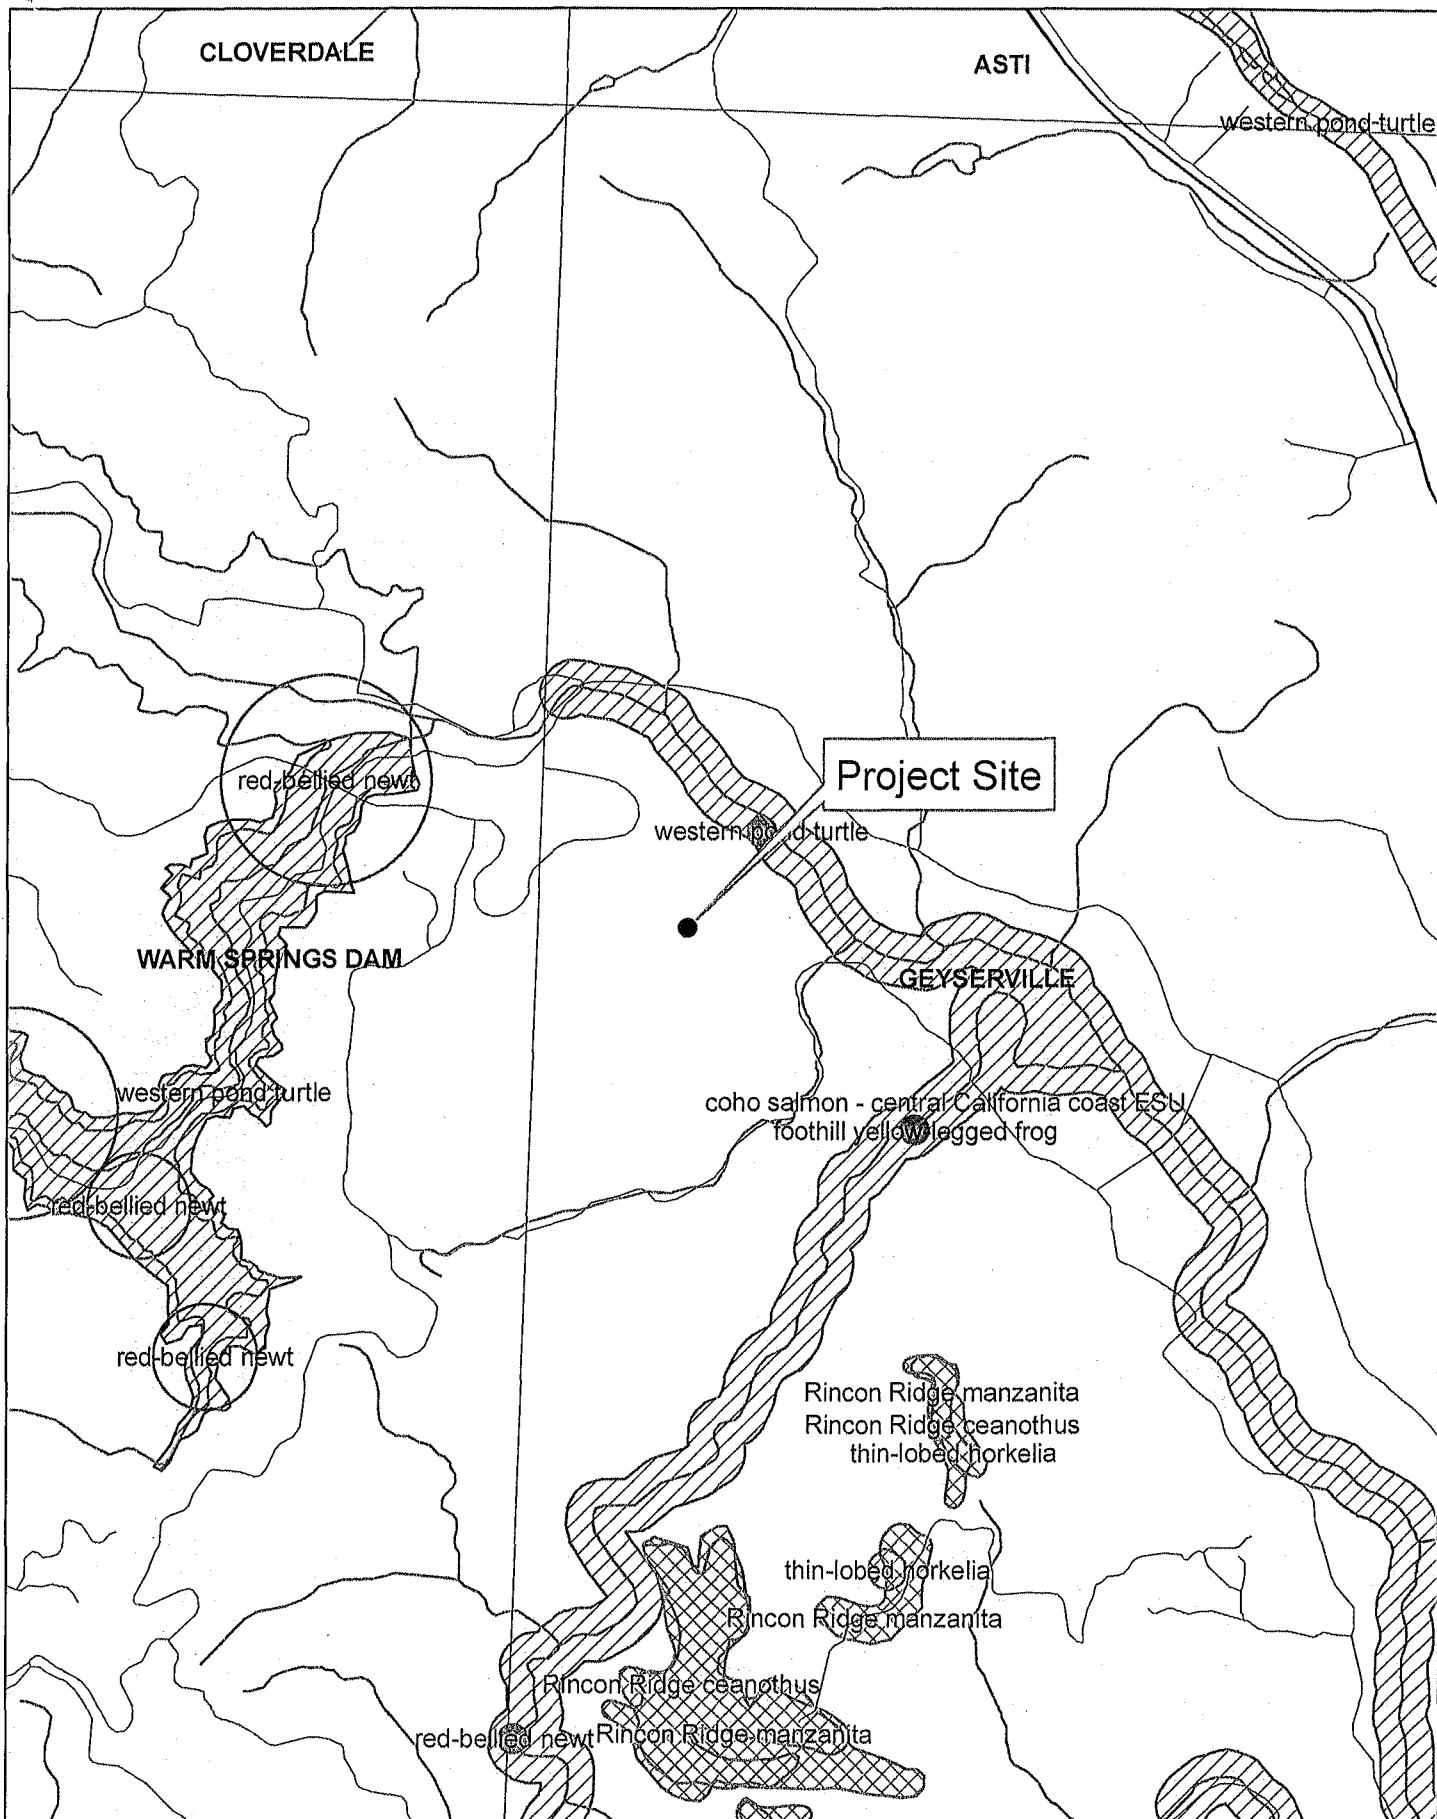 CLOVERDALE
ASTI
western pond turtle
red-bellied newt
Project Site
western pond turtle
WARM SPRINGS DAM
GEYSERVILLE
western pond turtle
coho salmon - central California coast ESU
foothill yellow-legged frog
red-bellied newt
red-bellied newt
Rincon Ridge manzanita
Rincon Ridge ceanothus
thin-lobed horkelia
thin-lobed horkelia
Rincon Ridge manzanita
Rincon Ridge ceanothus
red-bellied newt
Rincon Ridge manzanita